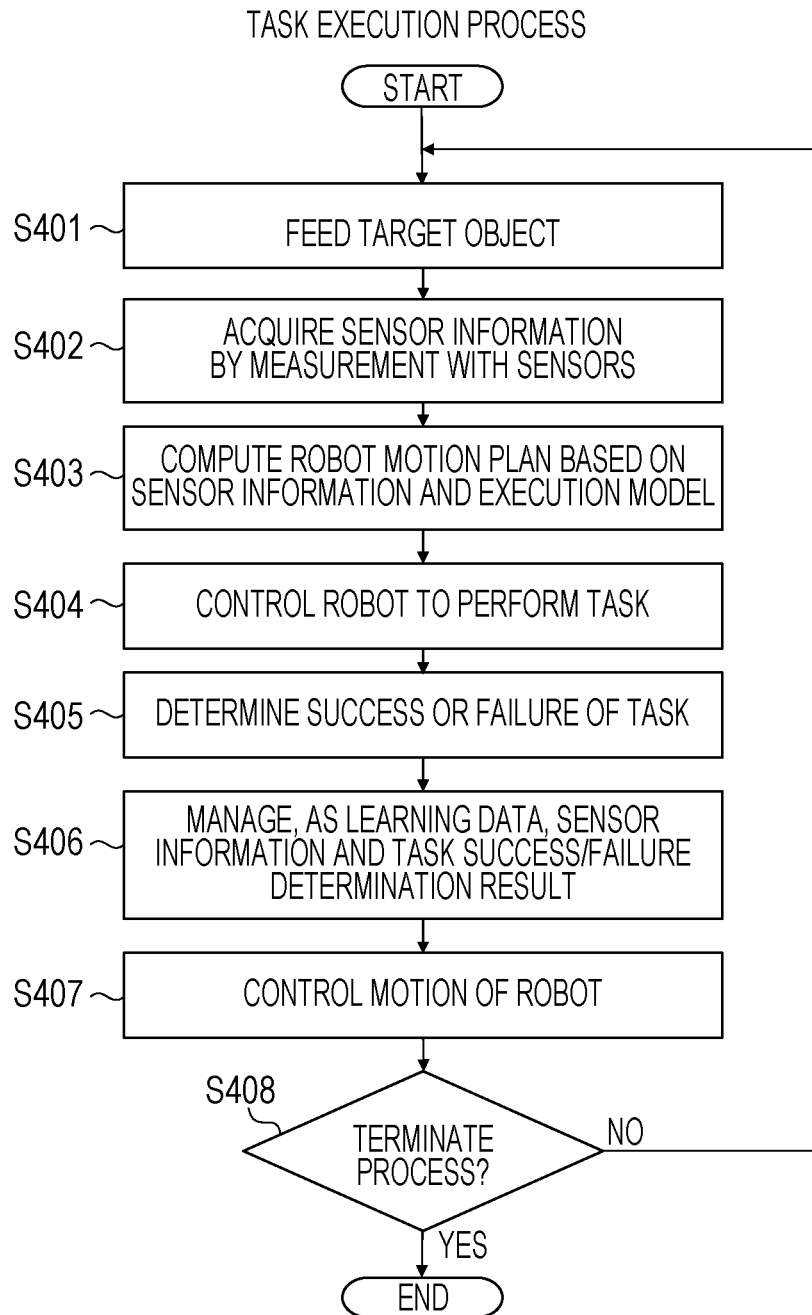 TASK EXECUTION PROCESS
START
S401
FEED TARGET OBJECT
S402
ACQUIRE SENSOR INFORMATION
BY MEASUREMENT WITH SENSORS
S403
COMPUTE ROBOT MOTION PLAN BASED ON
SENSOR INFORMATION AND EXECUTION MODEL
S404
CONTROL ROBOT TO PERFORM TASK
S405
DETERMINE SUCCESS OR FAILURE OF TASK
S406
MANAGE, AS LEARNING DATA, SENSOR
INFORMATION AND TASK SUCCESS/FAILURE
DETERMINATION RESULT
S407
CONTROL MOTION OF ROBOT
S408
TERMINATE
PROCESS?
NO
YES
END